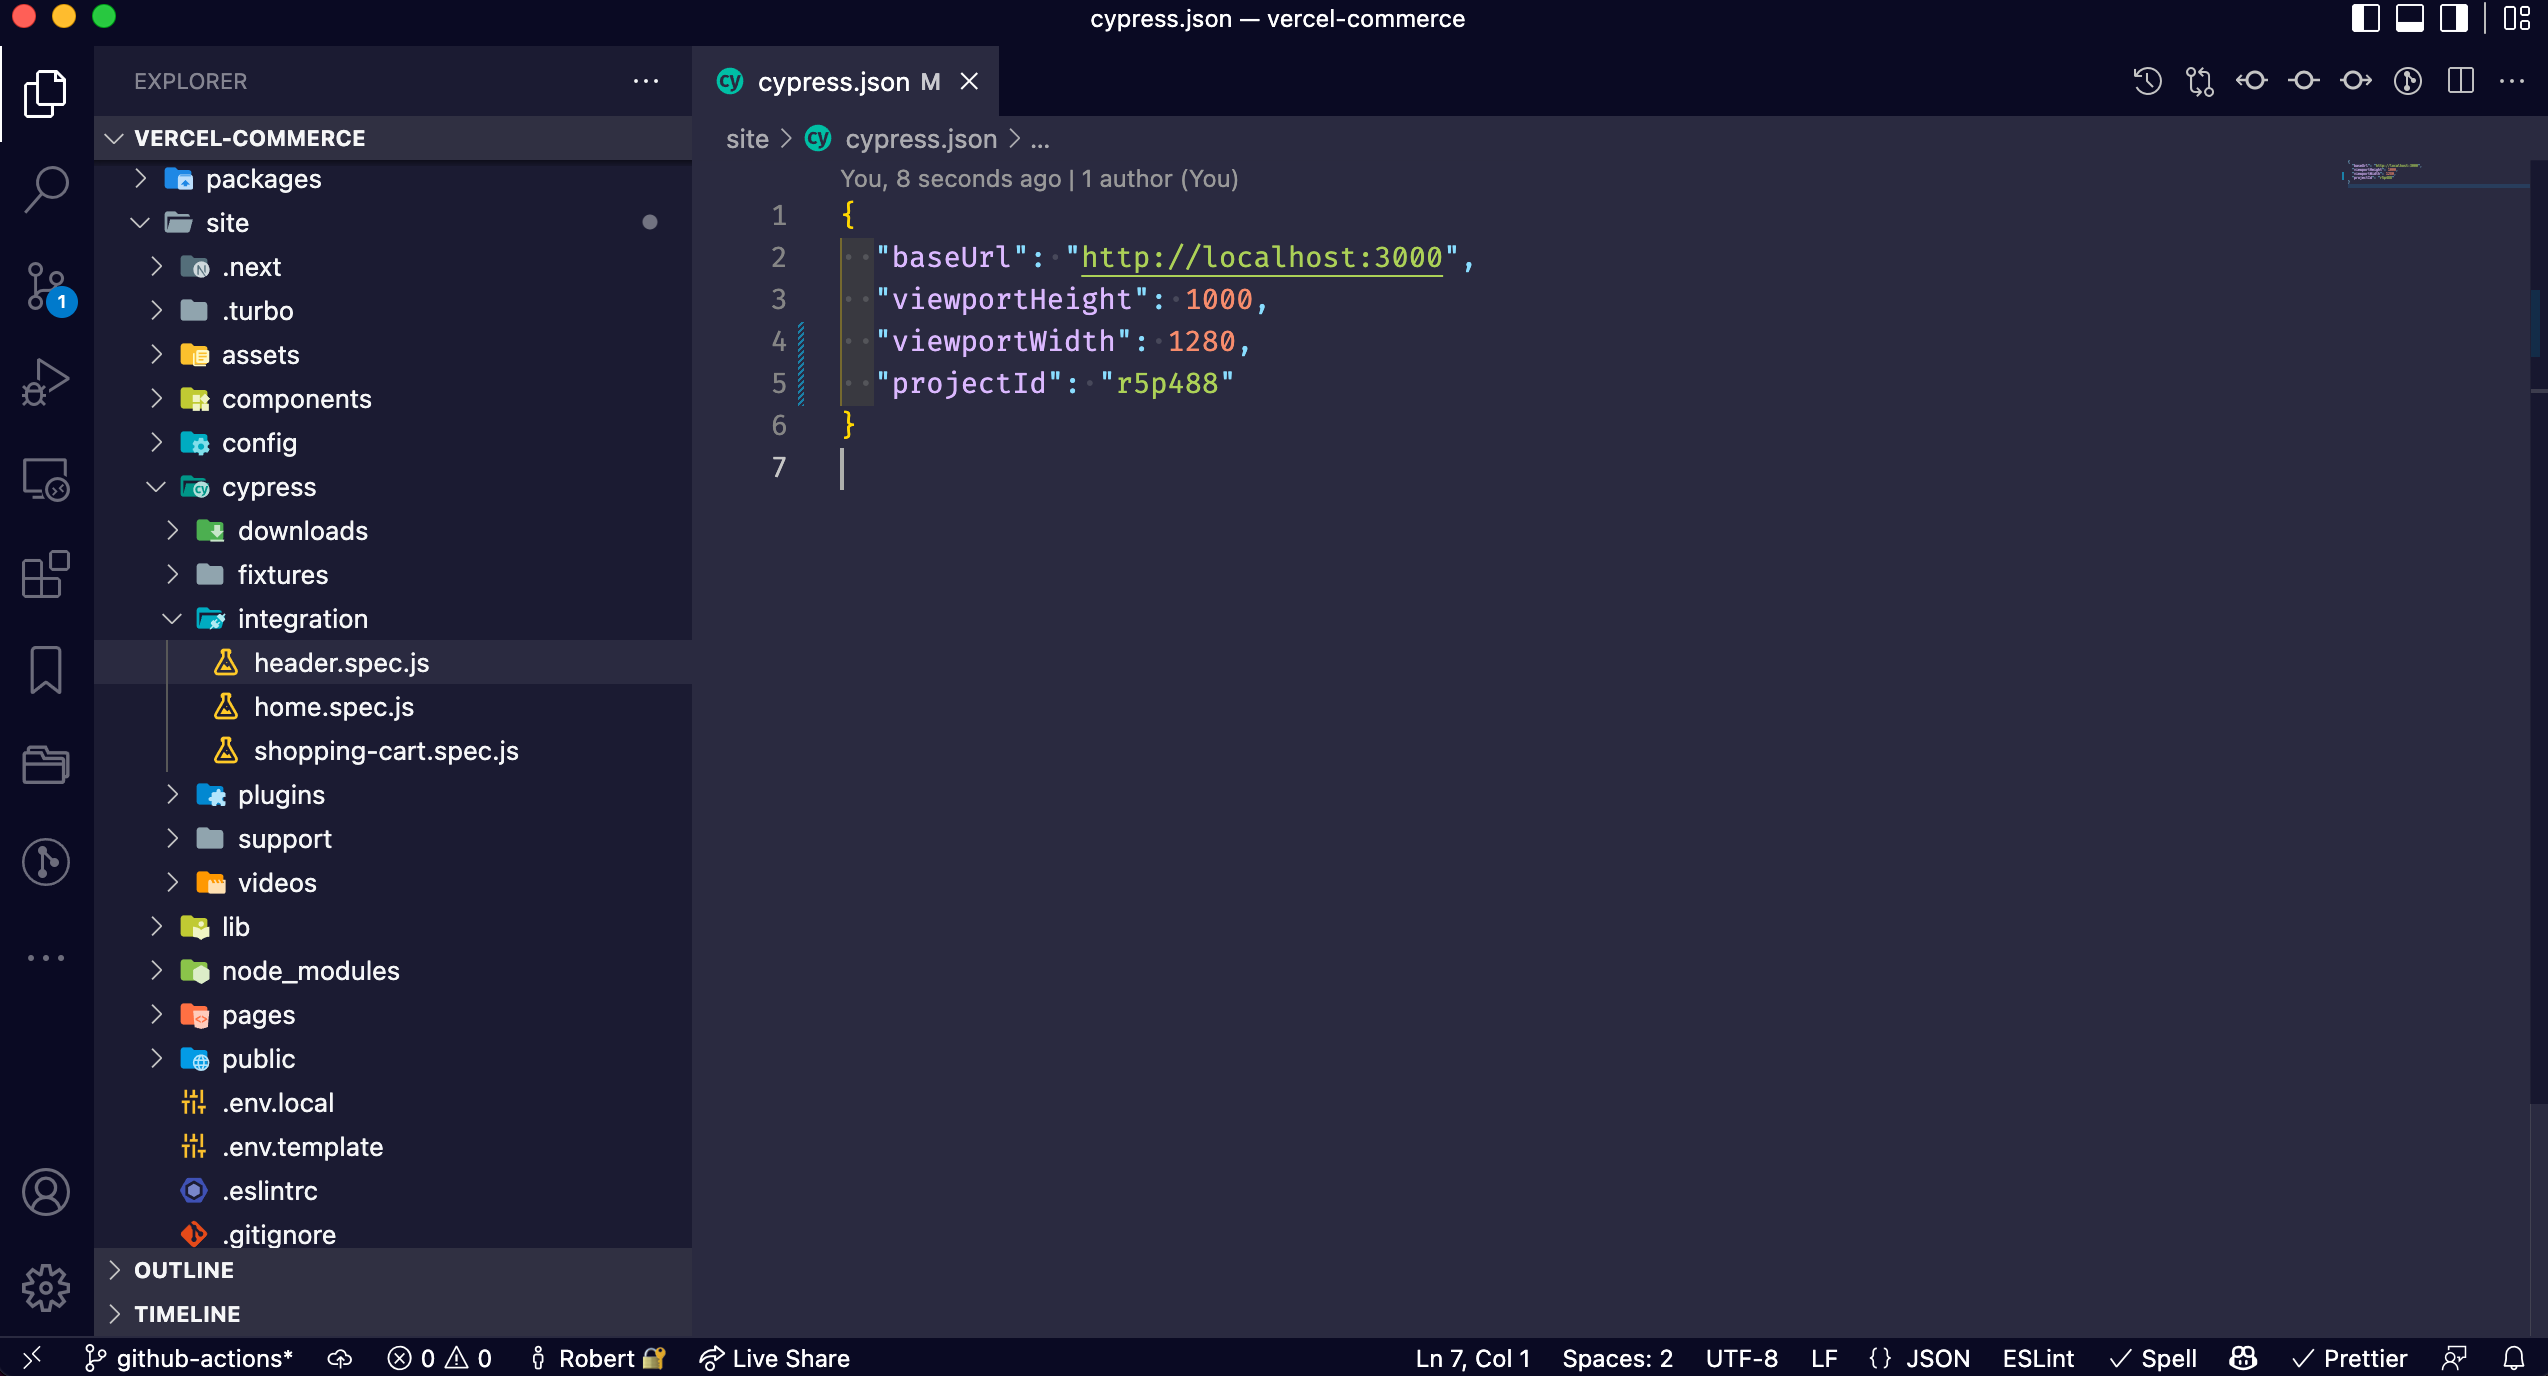 cypress.json — vercel-commerce
EXPLORER
VERCEL-COMMERCE
packages
site
.next
.turbo
assets
components
config
cypress
downloads
fixtures
integration
header.spec.js
home.spec.js
shopping-cart.spec.js
plugins
support
videos
lib
node_modules
pages
public
.env.local
.env.template
.eslintrc
.gitignore
OUTLINE
TIMELINE
1
cypress.json M
site > cypress.json > ...
You, 8 seconds ago | 1 author (You)
1 {
2 "baseUrl": "http://localhost:3000",
3 "viewportHeight": 1000,
4 "viewportWidth": 1280,
5 "projectId": "r5p488"
6 }
7
github-actions* 0 0 Robert Live Share Ln 7, Col 1 Spaces: 2 UTF-8 LF {} JSON ESLint Spell Prettier